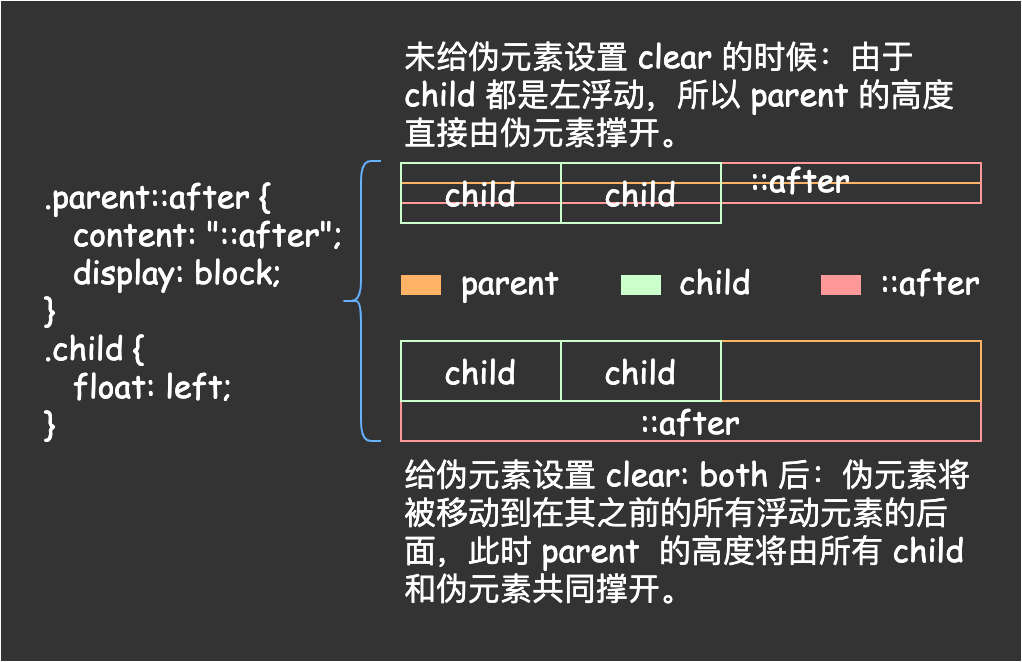 未给伪元素设置 clear 的时候：由于
child 都是左浮动，所以 parent 的高度
直接由伪元素撑开。
.parent::after {
content: "::after";
display: block;
}
.child {
float: left;
}
child child ::after
parent child ::after
child child
::after
给伪元素设置 clear: both 后：伪元素将
被移动到在其之前的所有浮动元素的后
面，此时 parent 的高度将由所有 child
和伪元素共同撑开。